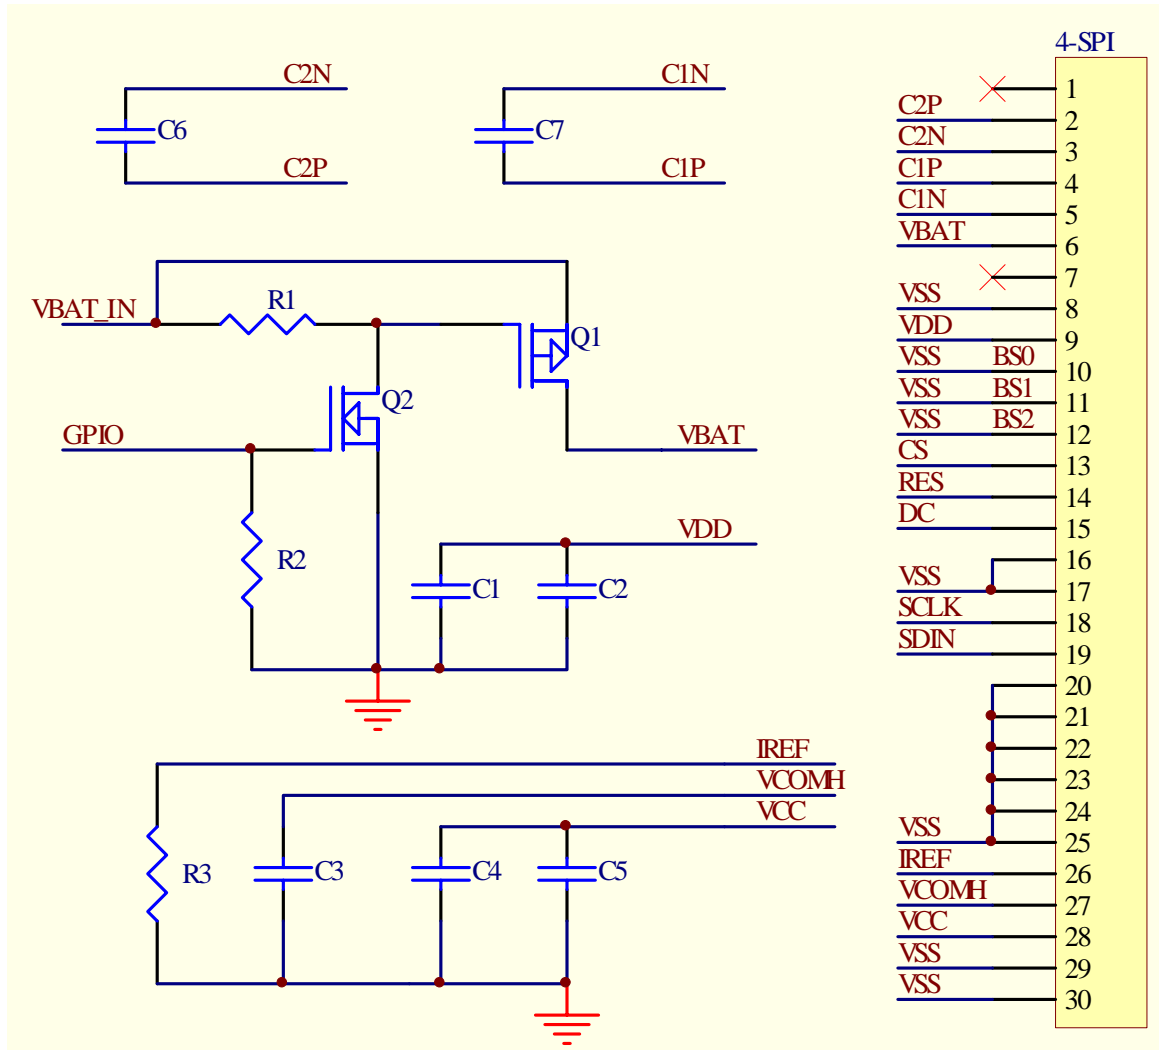 4-SPI
C2N
C6
C2P
C1N
C7
C1P
VBAT_IN
R1
Q1
Q2
GPIO
VBAT
R2
VDD
C1
C2
IREF
VCOMH
VCC
R3
C3
C4
C5
1
C2P 2
C2N 3
C1P 4
C1N 5
VBAT 6
7
VSS 8
VDD 9
VSS BS0 10
VSS BS1 11
VSS BS2 12
CS 13
RES 14
DC 15
16
VSS 17
SCLK 18
SDIN 19
20
21
22
23
24
VSS 25
IREF 26
VCOMH 27
VCC 28
VSS 29
VSS 30